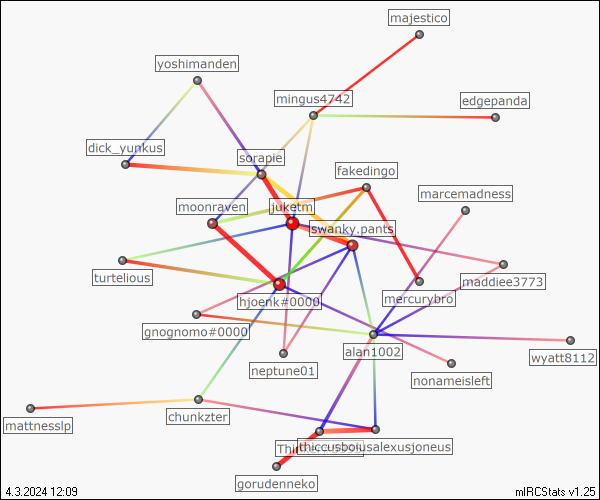 majestico
yoshimanden
mingus4742
edgepanda
dick_yunkus
sorapie
fakedingo
marcemadness
moonraven
juketm
swanky.pants
turtelious
maddiee3773
mercurybro
hjoenk#0000
gnognomo#0000
alan1002
wyatt8112
neptune01
nonameisleft
chunkzter
mattnesslp
thiccusboiusalexusjoneus
gorudenneko
4.3.2024 12:09
mIRCStats v1.25